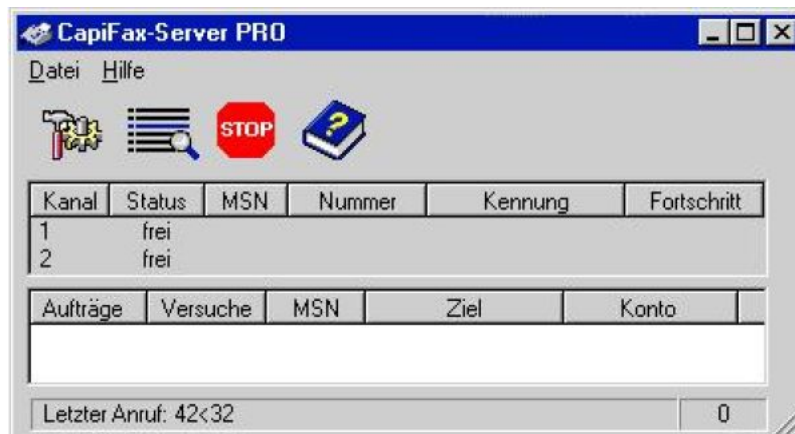 CapiFax-Server PRO
Datei Hilfe
STOP
?
Kanal Status MSN Nummer Kennung Fortschritt
1 frei
2 frei
Aufträge Versuche MSN Ziel Konto
Letzter Anruf: 42<32 0